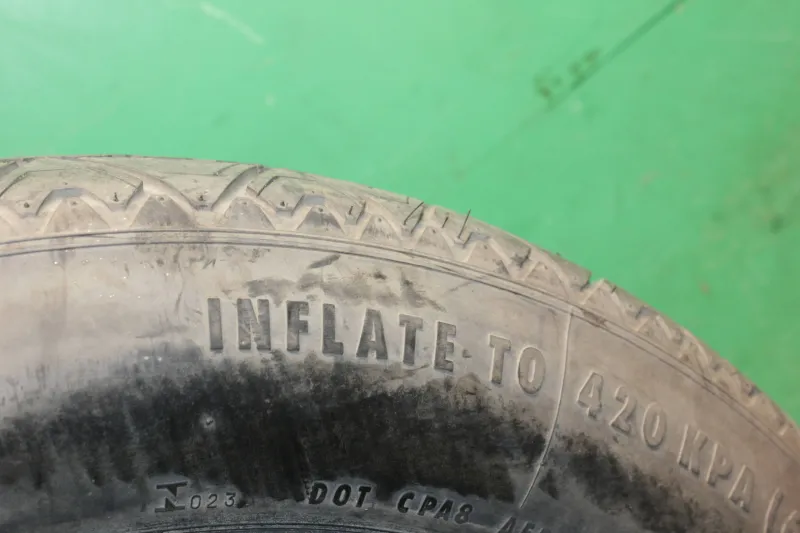 INFLATE TO 420 KPA
023 DOT CPA8